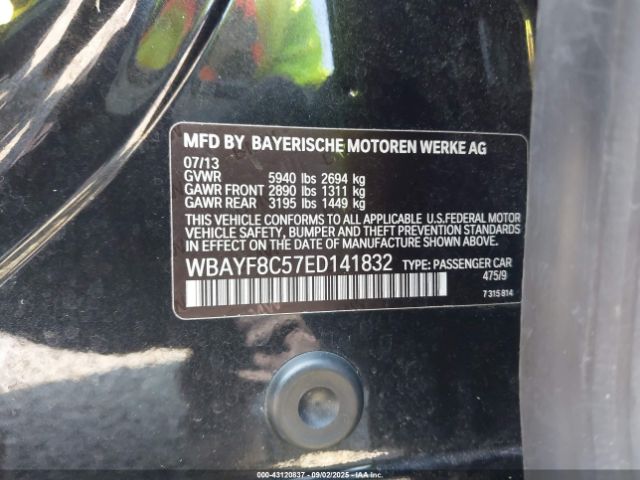 MFD BY BAYERISCHE MOTOREN WERKE AG
07/13
GVWR 5940 lbs 2694 kg
GAWR FRONT 2890 lbs 1311 kg
GAWR REAR 3195 lbs 1449 kg
THIS VEHICLE CONFORMS TO ALL APPLICABLE U.S.FEDERAL MOTOR
VEHICLE SAFETY, BUMPER AND THEFT PREVENTION
STANDARDS IN EFFECT ON THE DATE OF MANUFACTURE SHOWN ABOVE.
WBAYF8C57ED141832 TYPE: PASSENGER CAR
475/9
7 315 814
00-43120837 - 09/02/2025 - © IAA Inc.